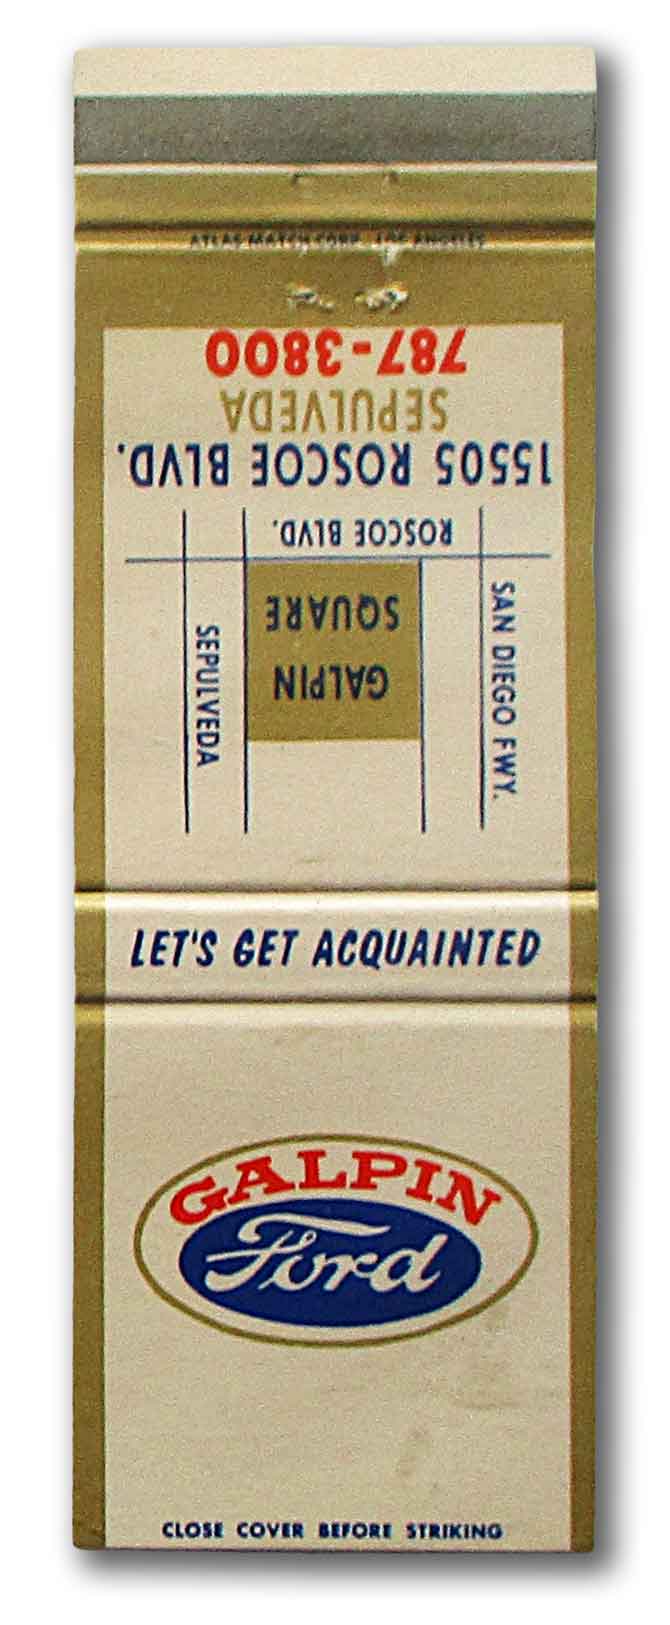 ATLAS MATCH CORP. LOS ANGELES
787-3800
SEPULVEDA
15505 ROSCOE BLVD.
ROSCOE BLVD.
SAN DIEGO FWY.
GALPIN
SQUARE
SEPULVEDA
LET'S GET ACQUAINTED
GALPIN
Ford
CLOSE COVER BEFORE STRIKING